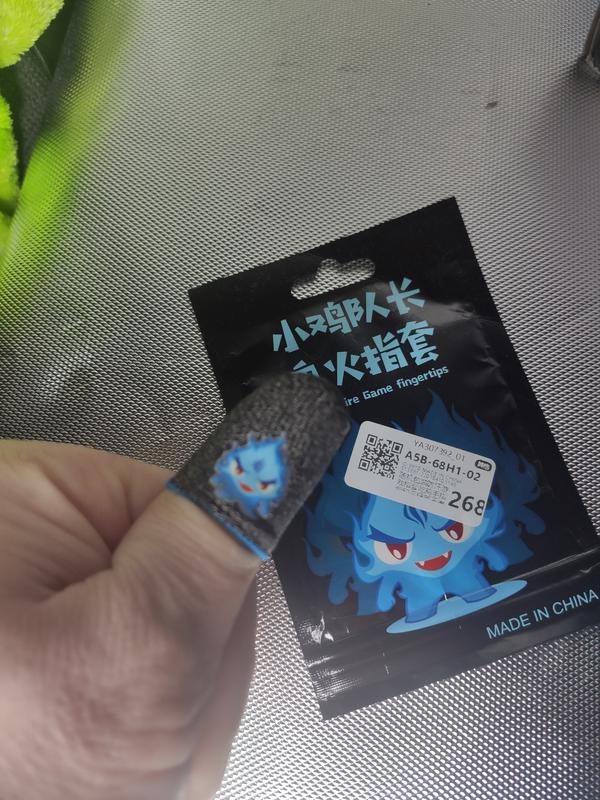 小鸡队长
火指套
ire Game fingertips
YA307392_01
A5B-68H1-02
268
MADE IN CHINA